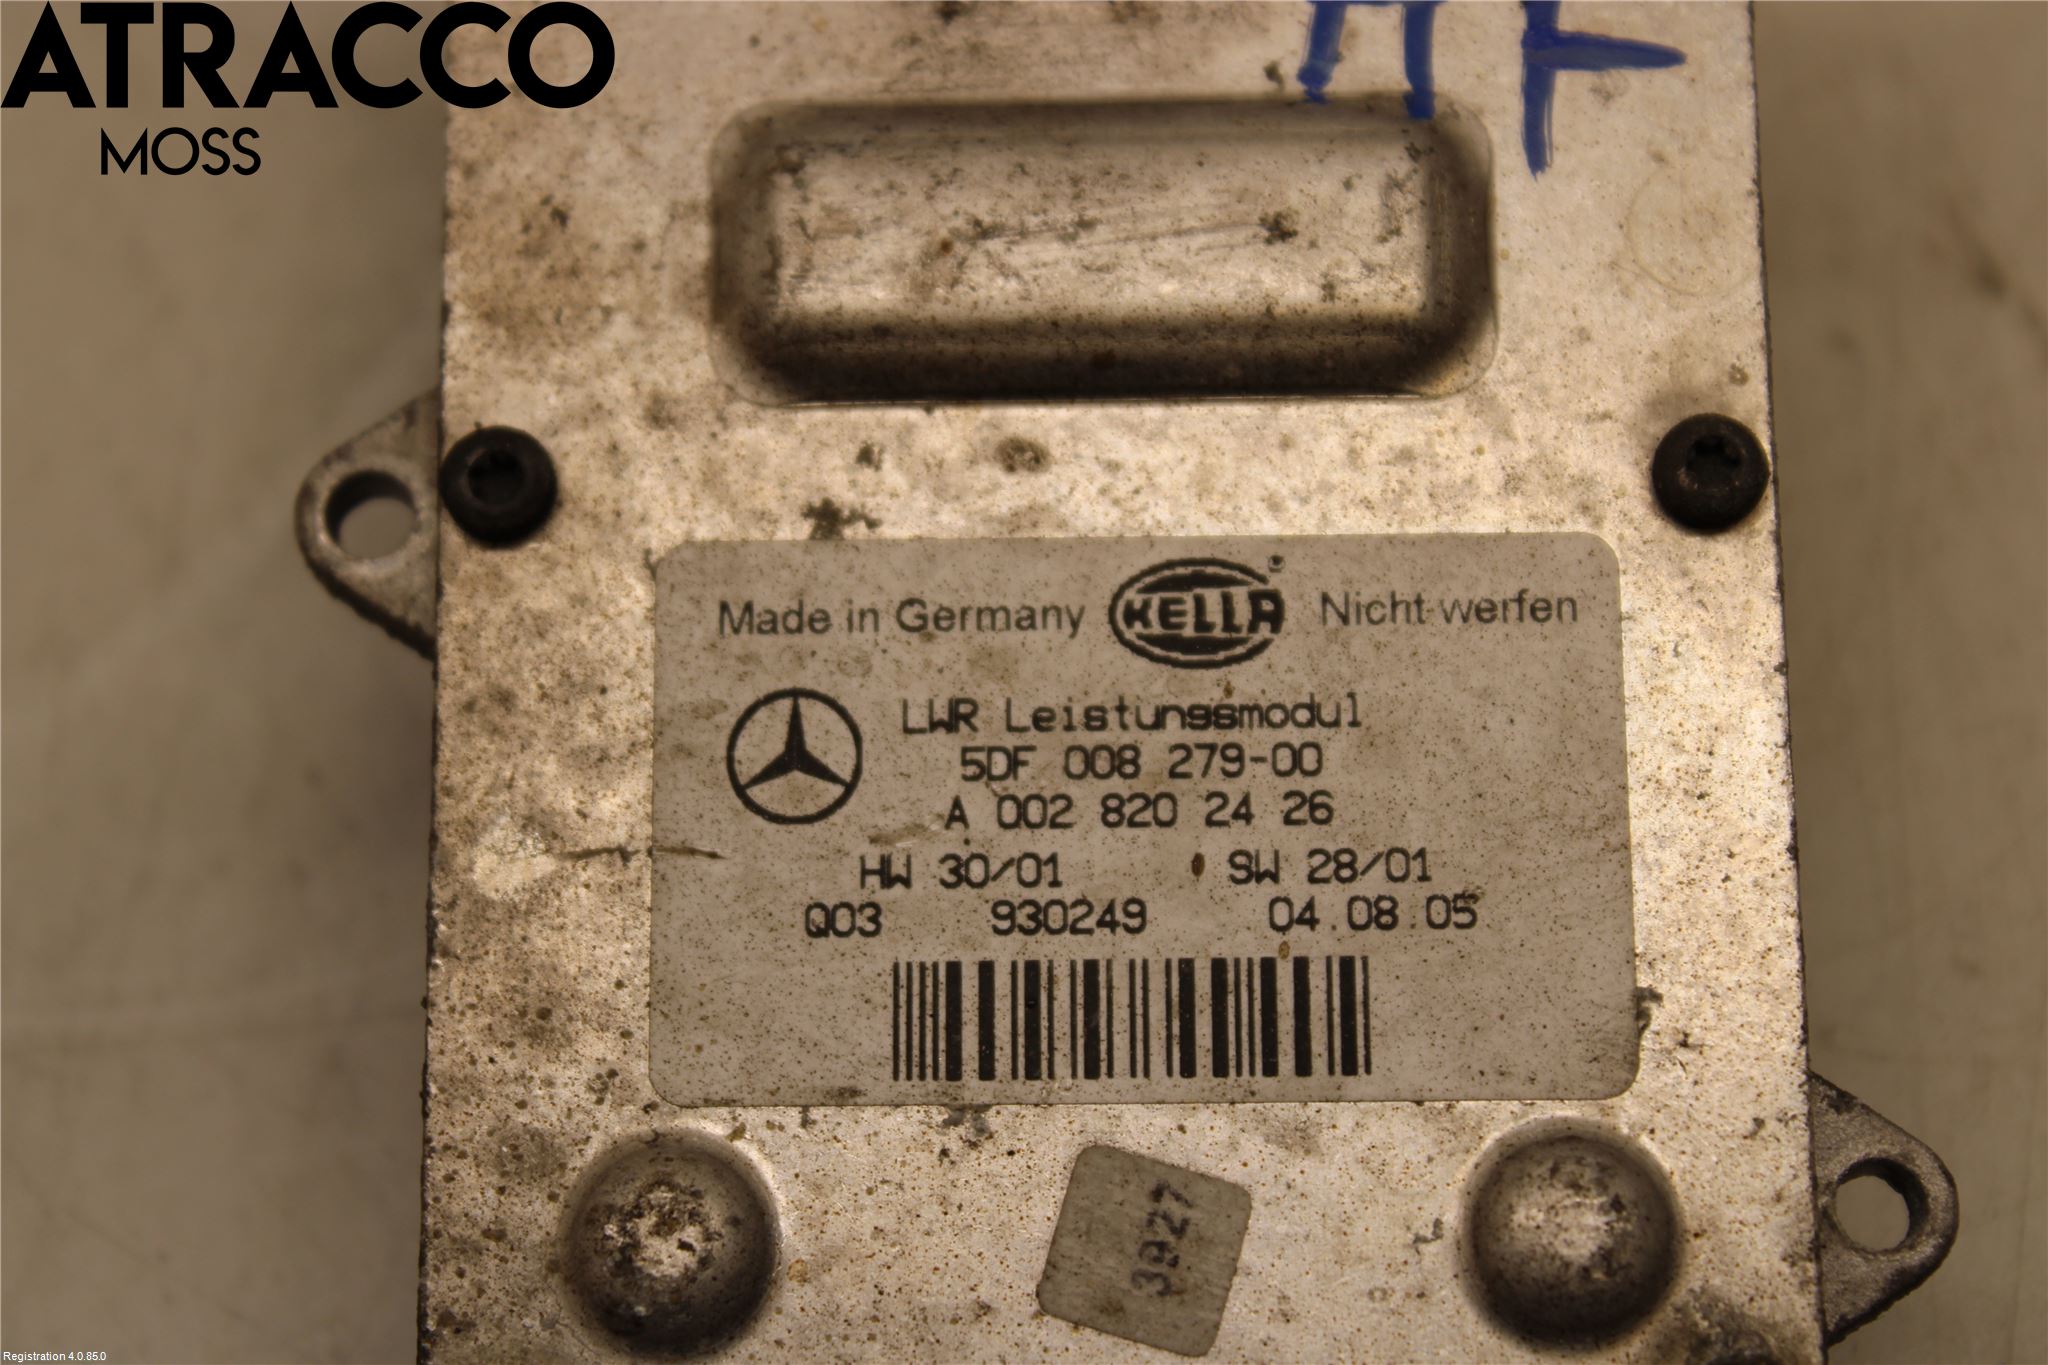 ATRACCO
MOSS
Made in Germany HELLA ® Nicht werfen
LWR Leistungsmodul
5DF 008 279-00
A 002 820 24 26
HW 30/01 SW 28/01
Q03 930249 04.08.05
3827
Registration 4.0.85.0